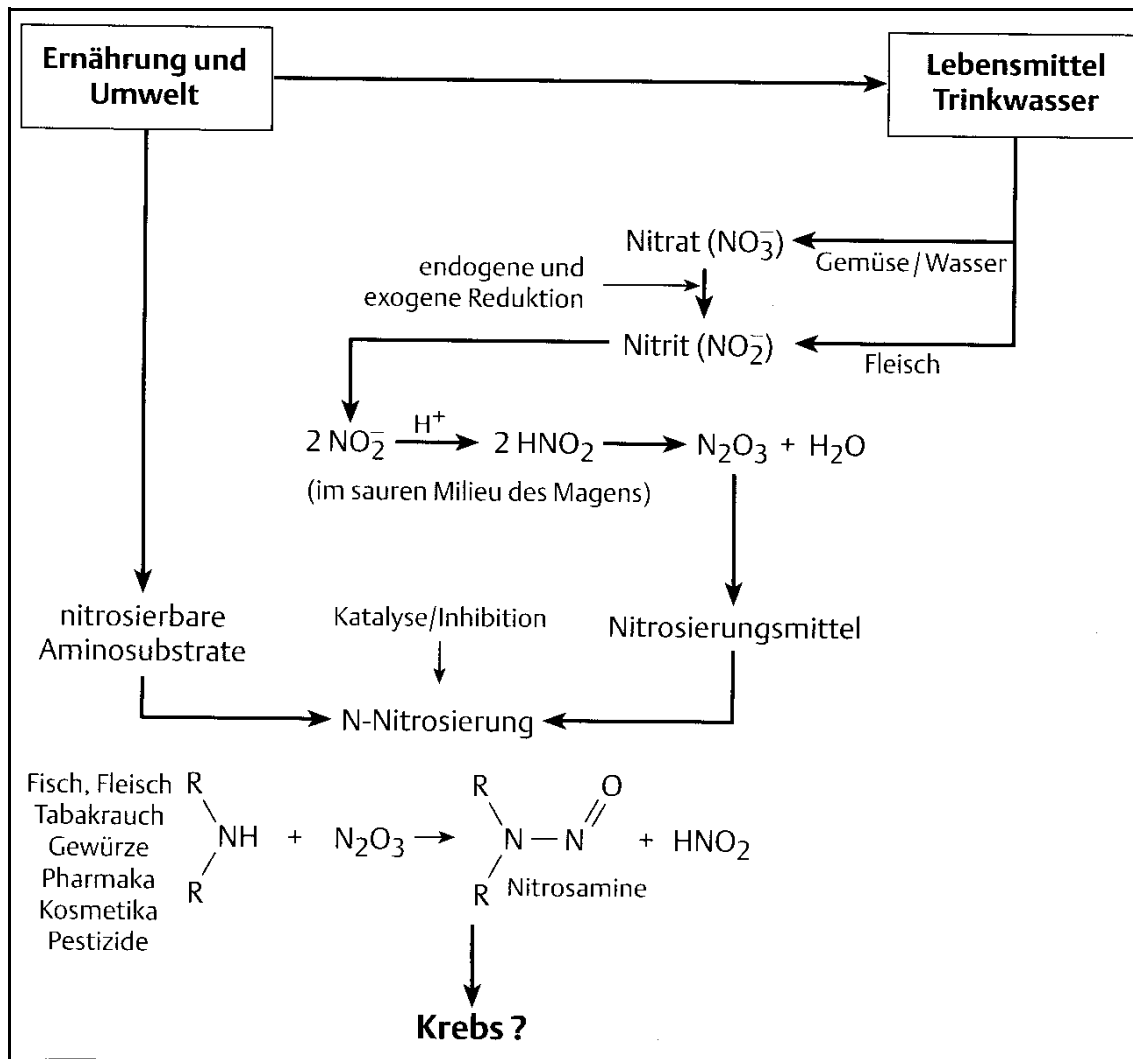 Ernährung und
Umwelt
Lebensmittel
Trinkwasser
Nitrat (NO₃⁻)
Gemüse/Wasser
endogene und
exogene Reduktion
Nitrit (NO₂⁻)
Fleisch
2 NO₂⁻ H⁺ 2 HNO₂ N₂O₃ + H₂O
(im sauren Milieu des Magens)
nitrosierbare
Aminosubstrate
Katalyse/Inhibition
Nitrosierungsmittel
N-Nitrosierung
Fisch, Fleisch
Tabakrauch
Gewürze
Pharmaka
Kosmetika
Pestizide
R
NH
R
+ N₂O₃
R
N — N
O
R
+ HNO₂
Nitrosamine
Krebs ?